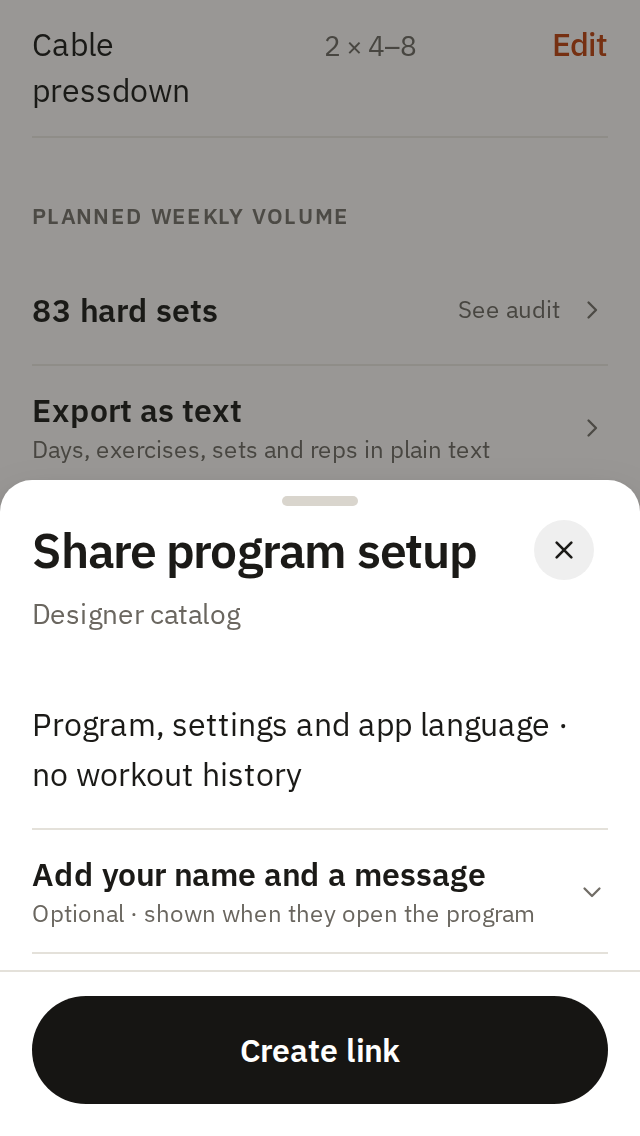 Cable
pressdown
2 × 4–8
Edit
PLANNED WEEKLY VOLUME
83 hard sets
See audit
Export as text
Days, exercises, sets and reps in plain text
Share program setup
Designer catalog
Program, settings and app language ·
no workout history
Add your name and a message
Optional · shown when they open the program
Create link